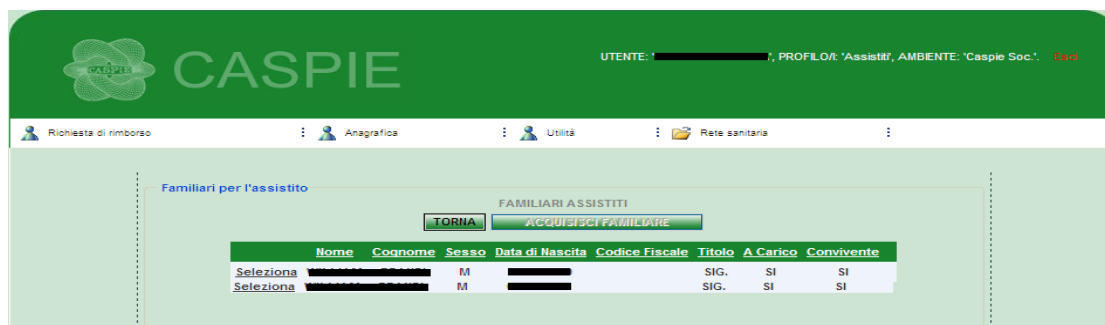 CASPIE
CASPIE
UTENTE: ' ', PROFILO/I: 'Assistiti', AMBIENTE: 'Caspie Soc.'.
Richiesta di rimborso
Anagrafica
Utilità
Rete sanitaria
Familiari per l'assistito
FAMILIARI ASSISTITI
TORNA ACQUISISCI FAMILIARE
Nome Cognome Sesso Data di Nascita Codice Fiscale Titolo A Carico Convivente
Seleziona M SIG. SI SI
Seleziona M SIG. SI SI